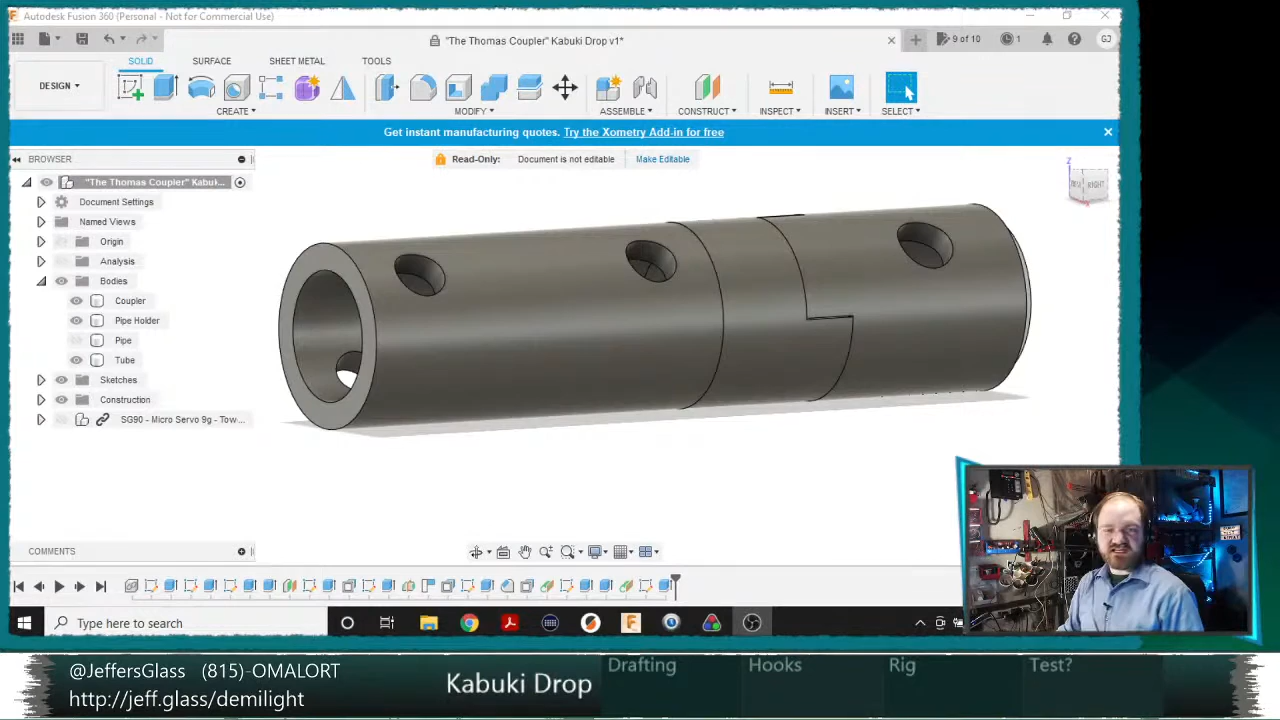 Autodesk Fusion 360 (Personal - Not for Commercial Use)
"The Thomas Coupler" Kabuki Drop v1*
9 of 10
1
GJ
DESIGN
SOLID
SURFACE
SHEET METAL
TOOLS
CREATE
MODIFY
ASSEMBLE
CONSTRUCT
INSPECT
INSERT
SELECT
Get instant manufacturing quotes. Try the Xometry Add-in for free
BROWSER
Read-Only: Document is not editable Make Editable
"The Thomas Coupler" Kabuk...
Document Settings
Named Views
Origin
Analysis
Bodies
Coupler
Pipe Holder
Pipe
Tube
Sketches
Construction
SG90 - Micro Servo 9g - Tow...
Z
RIGHT
COMMENTS
Type here to search
@JeffersGlass (815)-OMALORT
http://jeff.glass/demilight
Kabuki Drop
Drafting
Hooks
Rig
Test?